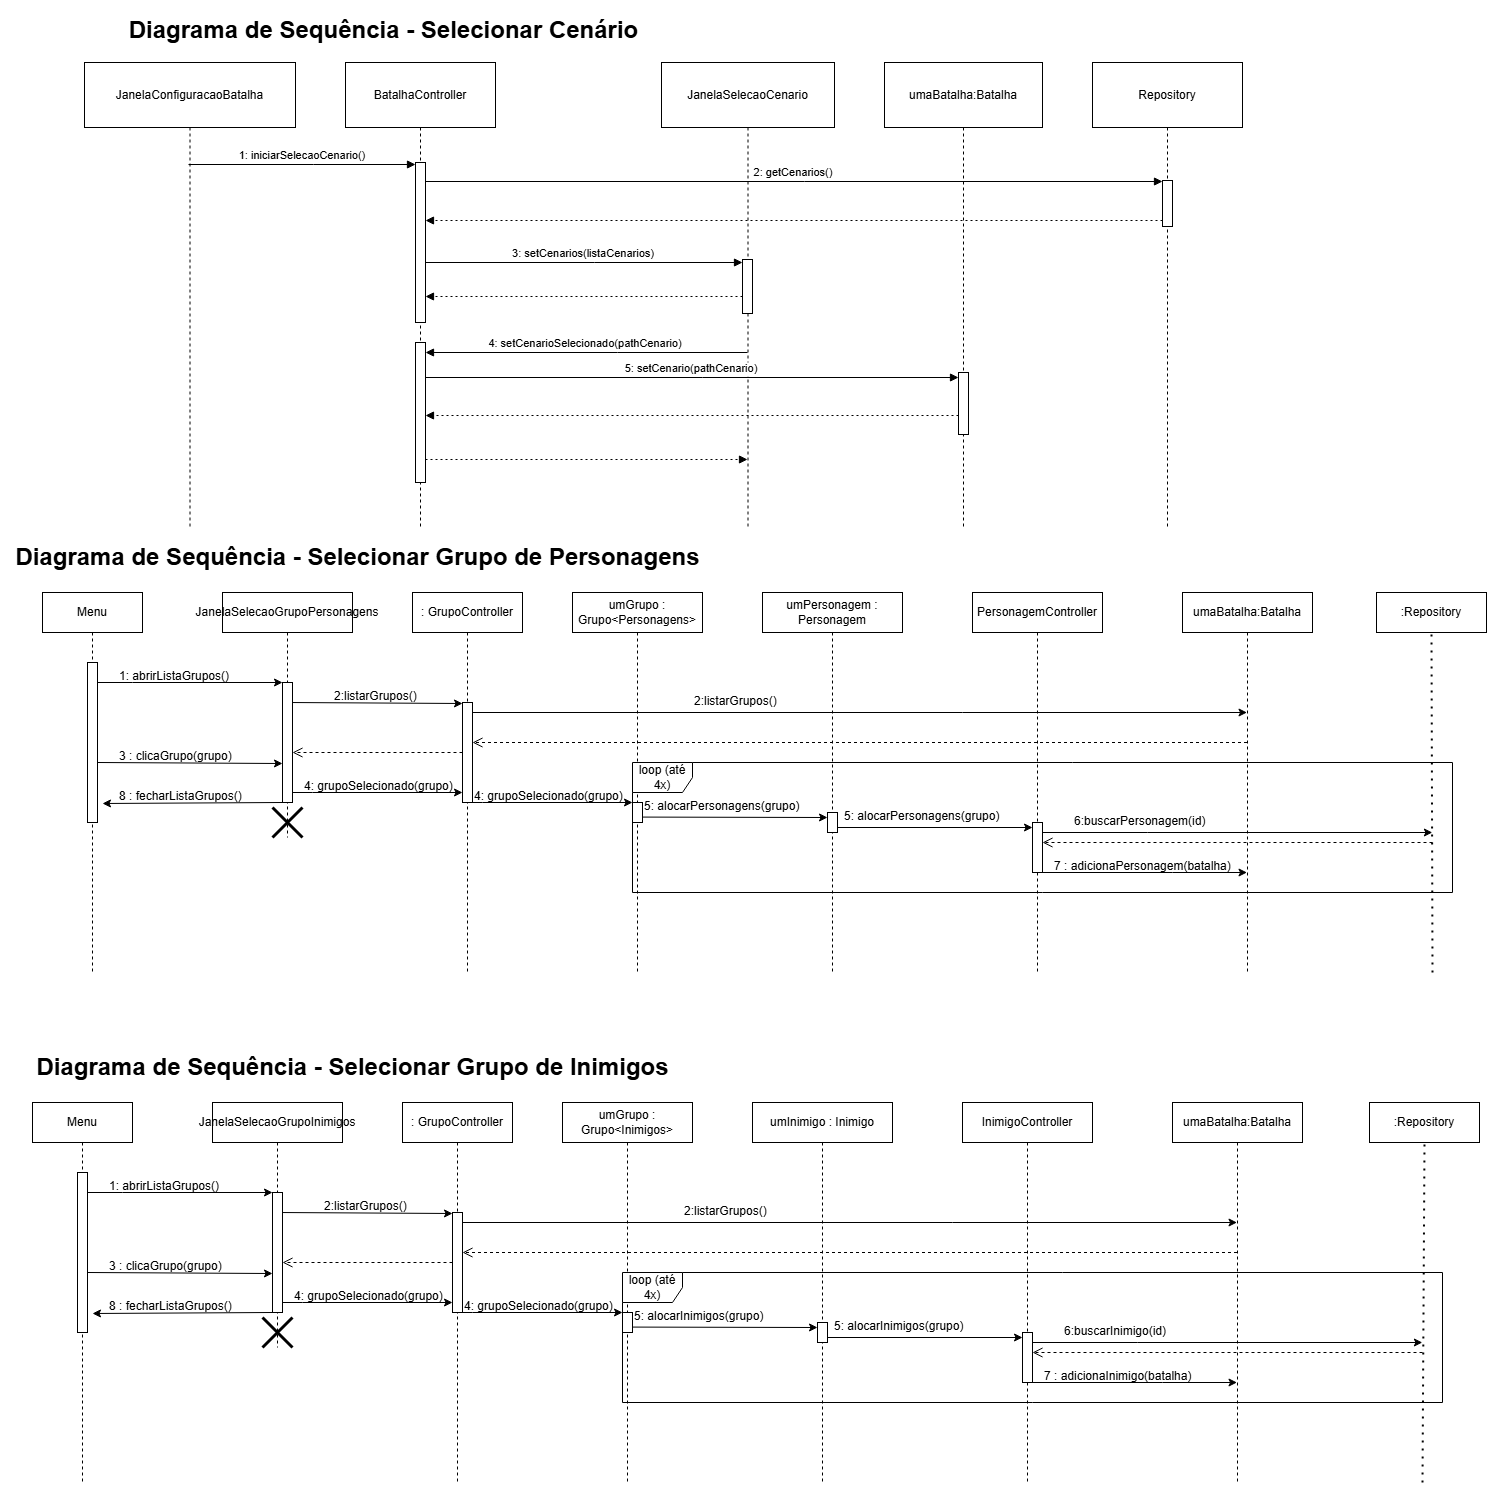 Diagrama de Sequência - Selecionar Cenário
JanelaConfiguracaoBatalha
BatalhaController
JanelaSelecaoCenario
umaBatalha:Batalha
Repository
1: iniciarSelecaoCenario()
2: getCenarios()
3: setCenarios(listaCenarios)
4: setCenarioSelecionado(pathCenario)
5: setCenario(pathCenario)
Diagrama de Sequência - Selecionar Grupo de Personagens
Menu
JanelaSelecaoGrupoPersonagens
: GrupoController
umGrupo :
Grupo<Personagens>
umPersonagem :
Personagem
PersonagemController
umaBatalha:Batalha
:Repository
1: abrirListaGrupos()
2:listarGrupos()
2:listarGrupos()
3 : clicaGrupo(grupo)
loop (até
4x)
4: grupoSelecionado(grupo)
8 : fecharListaGrupos()
4: grupoSelecionado(grupo)
5: alocarPersonagens(grupo)
5: alocarPersonagens(grupo)
6:buscarPersonagem(id)
7 : adicionaPersonagem(batalha)
Diagrama de Sequência - Selecionar Grupo de Inimigos
Menu
JanelaSelecaoGrupoInimigos
: GrupoController
umGrupo :
Grupo<Inimigos>
umInimigo : Inimigo
InimigoController
umaBatalha:Batalha
:Repository
1: abrirListaGrupos()
2:listarGrupos()
2:listarGrupos()
3 : clicaGrupo(grupo)
loop (até
4x)
4: grupoSelecionado(grupo)
8 : fecharListaGrupos()
4: grupoSelecionado(grupo)
5: alocarInimigos(grupo)
5: alocarInimigos(grupo)
6:buscarInimigo(id)
7 : adicionaInimigo(batalha)